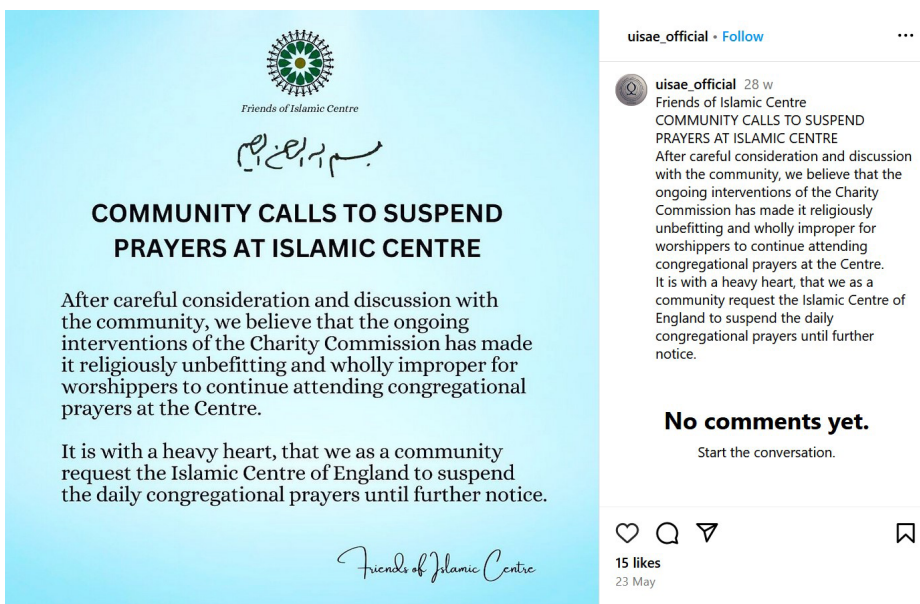 Friends of Islamic Centre
بسم الله الرحمن الرحیم
COMMUNITY CALLS TO SUSPEND
PRAYERS AT ISLAMIC CENTRE
After careful consideration and discussion with
the community, we believe that the ongoing
interventions of the Charity Commission has made
it religiously unbefitting and wholly improper for
worshippers to continue attending congregational
prayers at the Centre.
It is with a heavy heart, that we as a community
request the Islamic Centre of England to suspend
the daily congregational prayers until further notice.
Friends of Islamic Centre
uisae_official • Follow
uisae_official 28 w
Friends of Islamic Centre
COMMUNITY CALLS TO SUSPEND
PRAYERS AT ISLAMIC CENTRE
After careful consideration and discussion
with the community, we believe that the
ongoing interventions of the Charity
Commission has made it religiously
unbefitting and wholly improper for
worshippers to continue attending
congregational prayers at the Centre.
It is with a heavy heart, that we as a
community request the Islamic Centre of
England to suspend the daily
congregational prayers until further
notice.
No comments yet.
Start the conversation.
15 likes
23 May